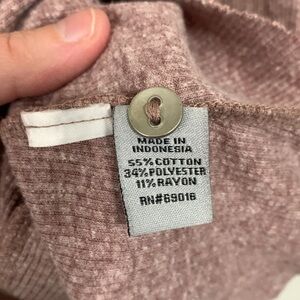 MADE IN
INDONESIA
55% COTTON
34% POLYESTER
11% RAYON
RN#69016